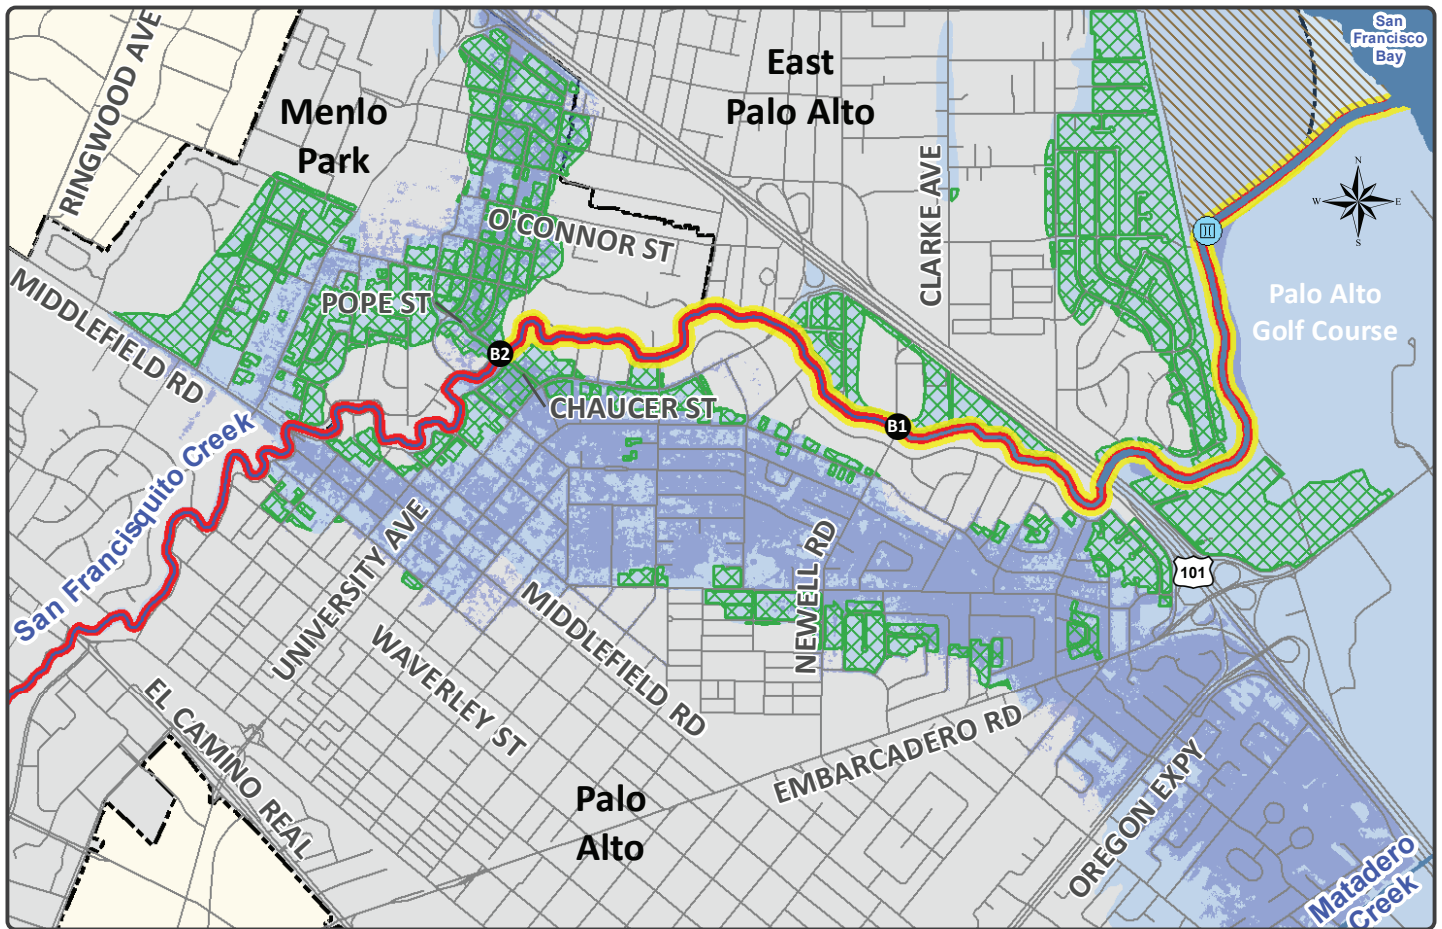 San
Francisco
Bay
RINGWOOD AVE
Menlo
Park
East
Palo Alto
CLARKE AVE
N
W
E
S
O'CONNOR ST
POPE ST
MIDDLEFIELD RD
Palo Alto
Golf Course
B2
CHAUCER ST
B1
San Francisquito Creek
UNIVERSITY AVE
101
NEWELL RD
MIDDLEFIELD RD
WAVERLEY ST
EL CAMINO REAL
EMBARCADERO RD
OREGON EXPY
Palo
Alto
Matadero
Creek